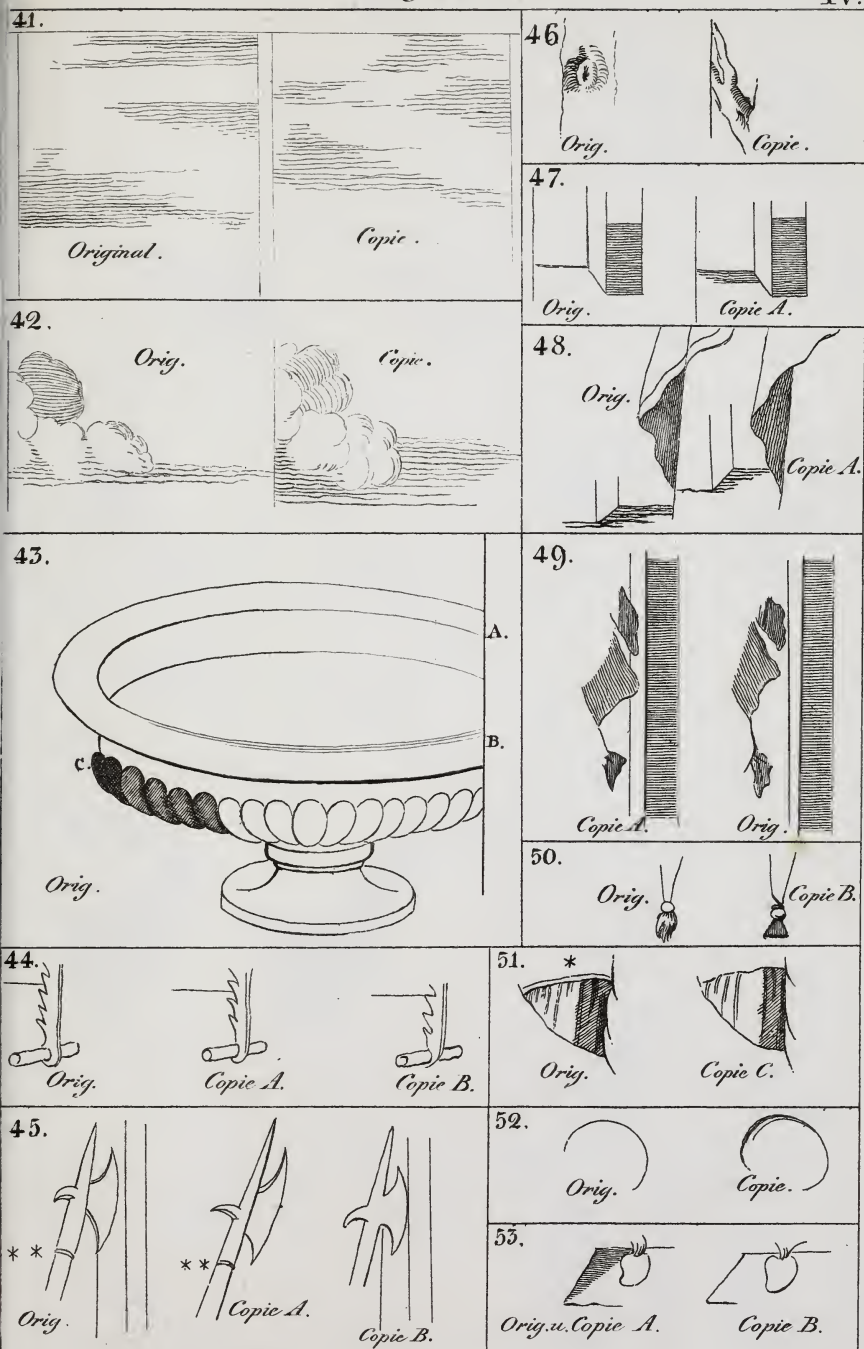 IV.
41.
Original.
Copie.
42.
Orig.
Copie.
43.
A.
B.
C.
Orig.
44.
Orig.
Copie A.
Copie B.
45.
* *
Orig.
* *
Copie A.
Copie B.
46
Orig.
Copie.
47.
Orig.
Copie A.
48.
Orig.
Copie A.
49.
Copie A.
Orig.
50.
Orig.
Copie B.
51.
*
Orig.
Copie C.
52.
Orig.
Copie.
53.
Orig. u. Copie A.
Copie B.